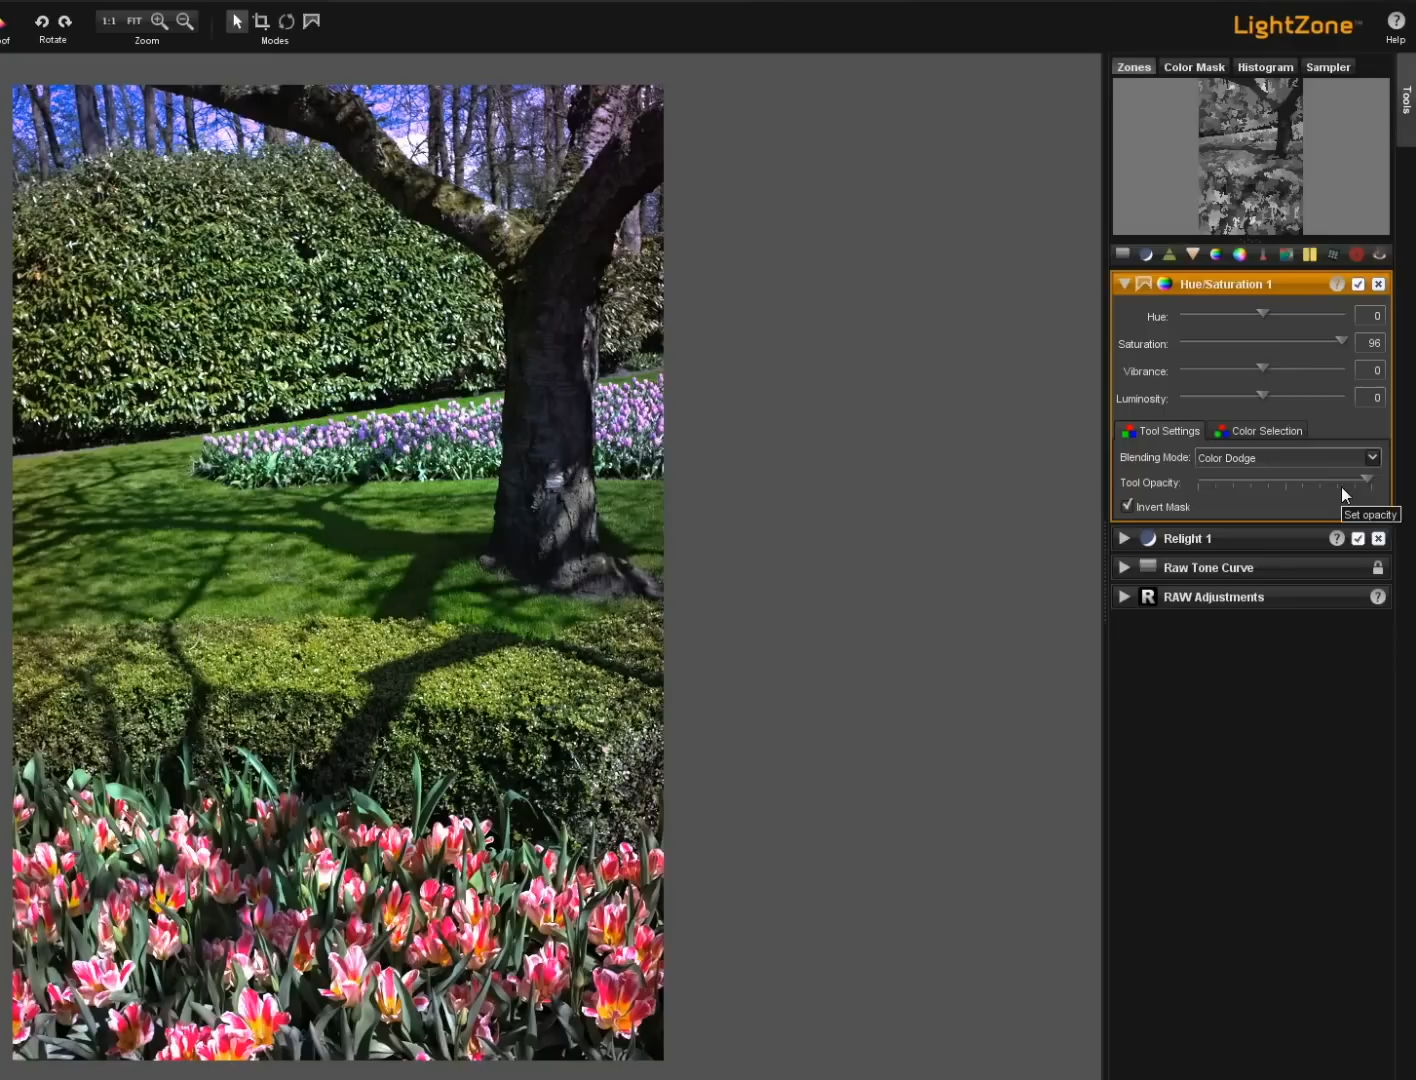 of
Rotate
1:1 FIT
Zoom
Modes
LightZone™
? Help
Zones Color Mask Histogram Sampler
Tools
Hue/Saturation 1 ?
Hue: 0
Saturation: 96
Vibrance: 0
Luminosity: 0
Tool Settings Color Selection
Blending Mode: Color Dodge
Tool Opacity:
Invert Mask
Set opacity
Relight 1 ?
Raw Tone Curve
R RAW Adjustments ?